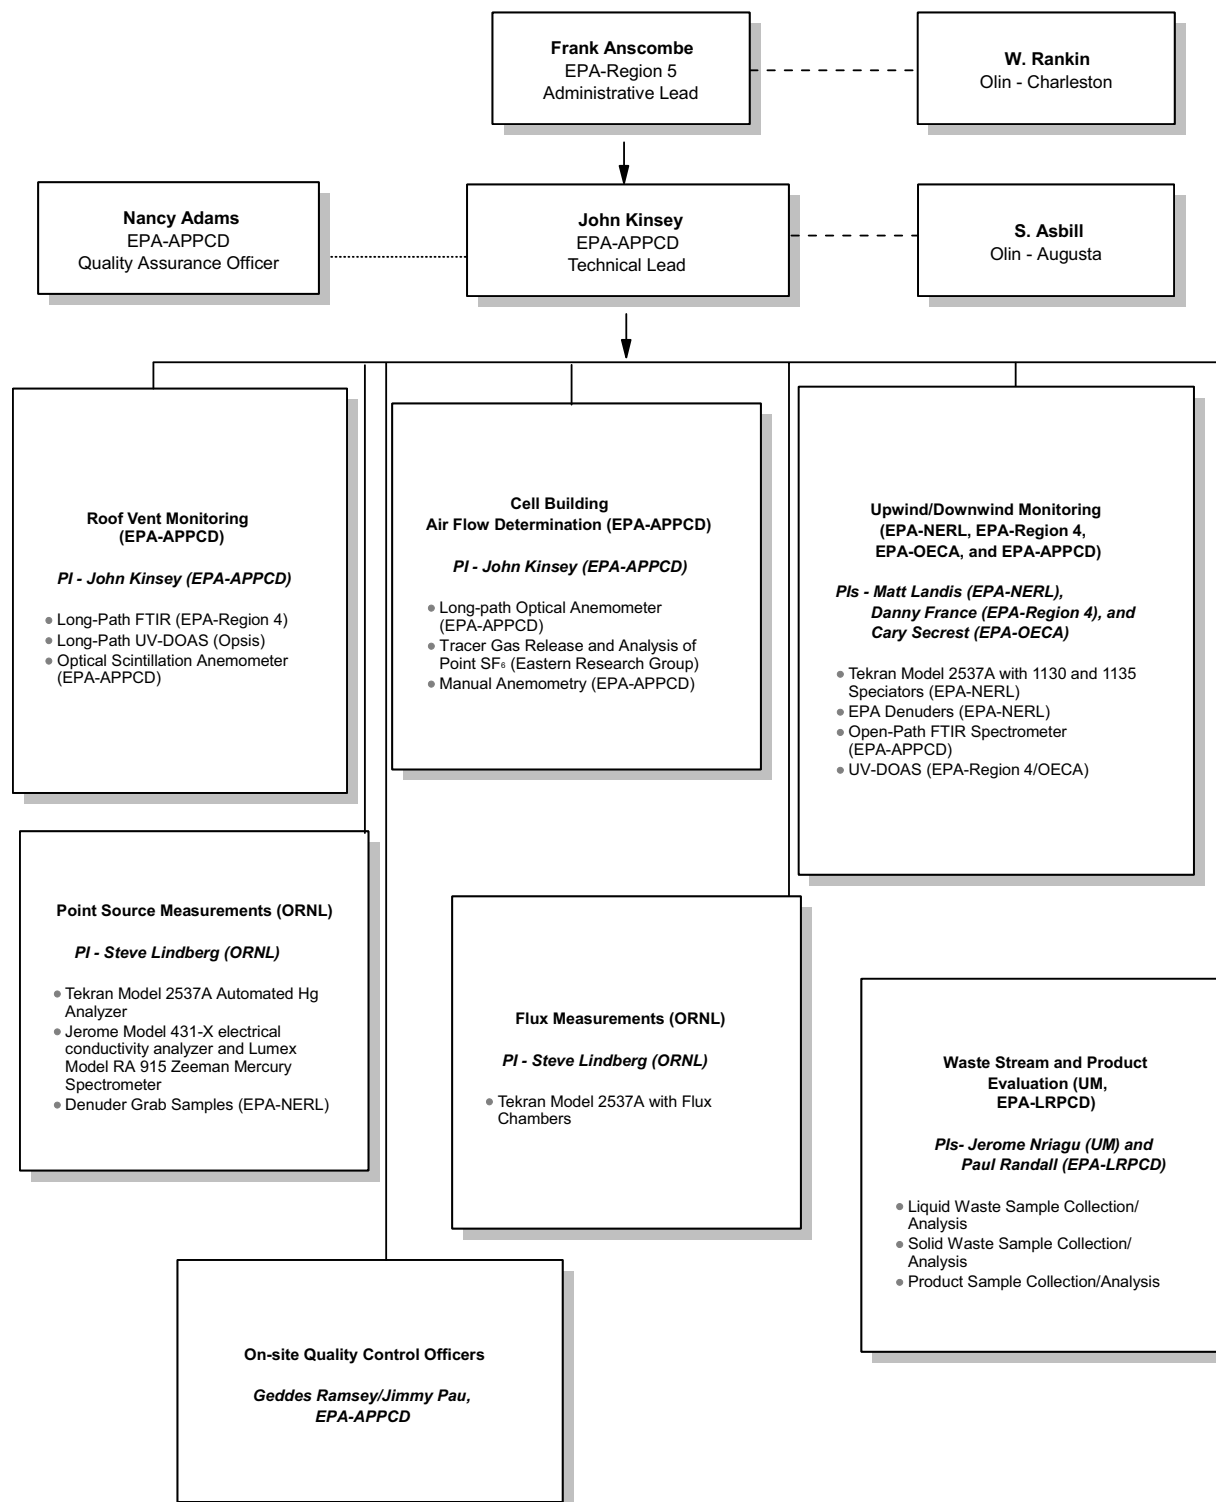 Frank Anscombe
EPA-Region 5
Administrative Lead
W. Rankin
Olin - Charleston
Nancy Adams
EPA-APPCD
Quality Assurance Officer
John Kinsey
EPA-APPCD
Technical Lead
S. Asbill
Olin - Augusta
Roof Vent Monitoring
(EPA-APPCD)
PI - John Kinsey (EPA-APPCD)
● Long-Path FTIR (EPA-Region 4)
● Long-Path UV-DOAS (Opsis)
● Optical Scintillation Anemometer
(EPA-APPCD)
Cell Building
Air Flow Determination (EPA-APPCD)
PI - John Kinsey (EPA-APPCD)
● Long-path Optical Anemometer
(EPA-APPCD)
● Tracer Gas Release and Analysis of
Point SF₆ (Eastern Research Group)
● Manual Anemometry (EPA-APPCD)
Upwind/Downwind Monitoring
(EPA-NERL, EPA-Region 4,
EPA-OECA, and EPA-APPCD)
PIs - Matt Landis (EPA-NERL),
Danny France (EPA-Region 4), and
Cary Secrest (EPA-OECA)
● Tekran Model 2537A with 1130 and 1135
Speciators (EPA-NERL)
● EPA Denuders (EPA-NERL)
● Open-Path FTIR Spectrometer
(EPA-APPCD)
● UV-DOAS (EPA-Region 4/OECA)
Point Source Measurements (ORNL)
PI - Steve Lindberg (ORNL)
● Tekran Model 2537A Automated Hg
Analyzer
● Jerome Model 431-X electrical
conductivity analyzer and Lumex
Model RA 915 Zeeman Mercury
Spectrometer
● Denuder Grab Samples (EPA-NERL)
Flux Measurements (ORNL)
PI - Steve Lindberg (ORNL)
● Tekran Model 2537A with Flux
Chambers
Waste Stream and Product
Evaluation (UM,
EPA-LRPCD)
PIs- Jerome Nriagu (UM) and
Paul Randall (EPA-LRPCD)
● Liquid Waste Sample Collection/
Analysis
● Solid Waste Sample Collection/
Analysis
● Product Sample Collection/Analysis
On-site Quality Control Officers
Geddes Ramsey/Jimmy Pau,
EPA-APPCD